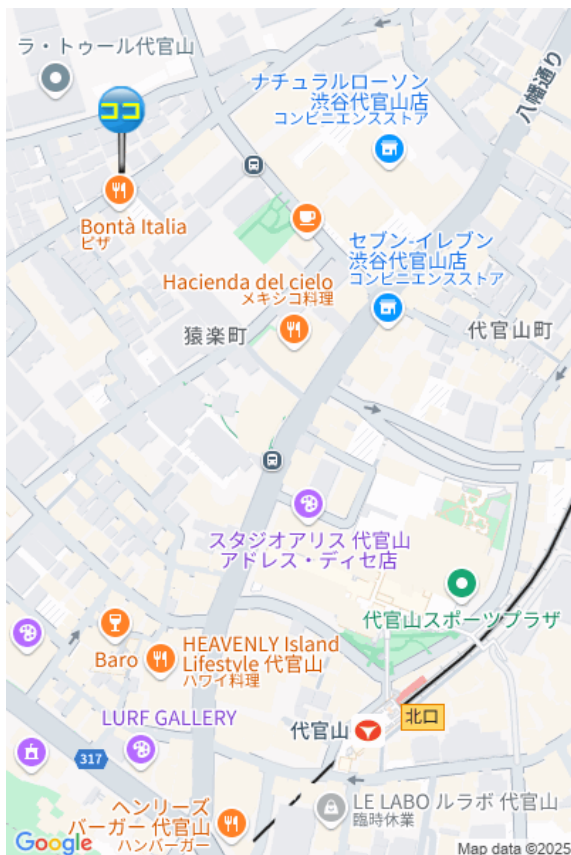 ラ・トゥール代官山
ココ
ナチュラルローソン
渋谷代官山店
コンビニエンスストア
八幡通り
Bontà Italia
ピザ
セブン-イレブン
渋谷代官山店
コンビニエンスストア
Hacienda del cielo
メキシコ料理
猿楽町
代官山町
スタジオアリス 代官山
アドレス・ディセ店
代官山スポーツプラザ
Baro
HEAVENLY Island
Lifestyle 代官山
ハワイ料理
LURF GALLERY
代官山
北口
317
ヘンリーズ
バーガー 代官山
ハンバーガー
LE LABO ルラボ 代官山
臨時休業
Google
Map data ©2025